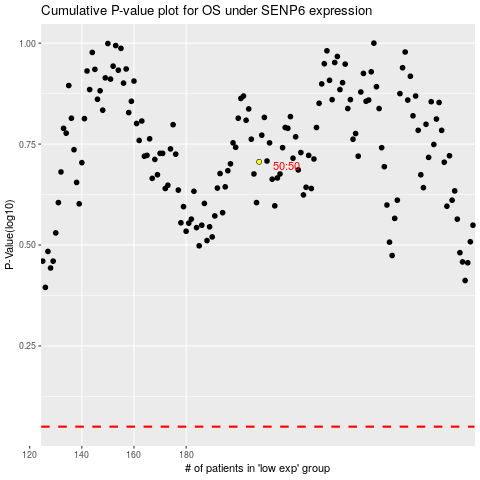 Cumulative P-value plot for OS under SENP6 expression
1.00
0.75
50:50
0.50
0.25
P-Value(log10)
120 140 160 180
# of patients in 'low exp' group